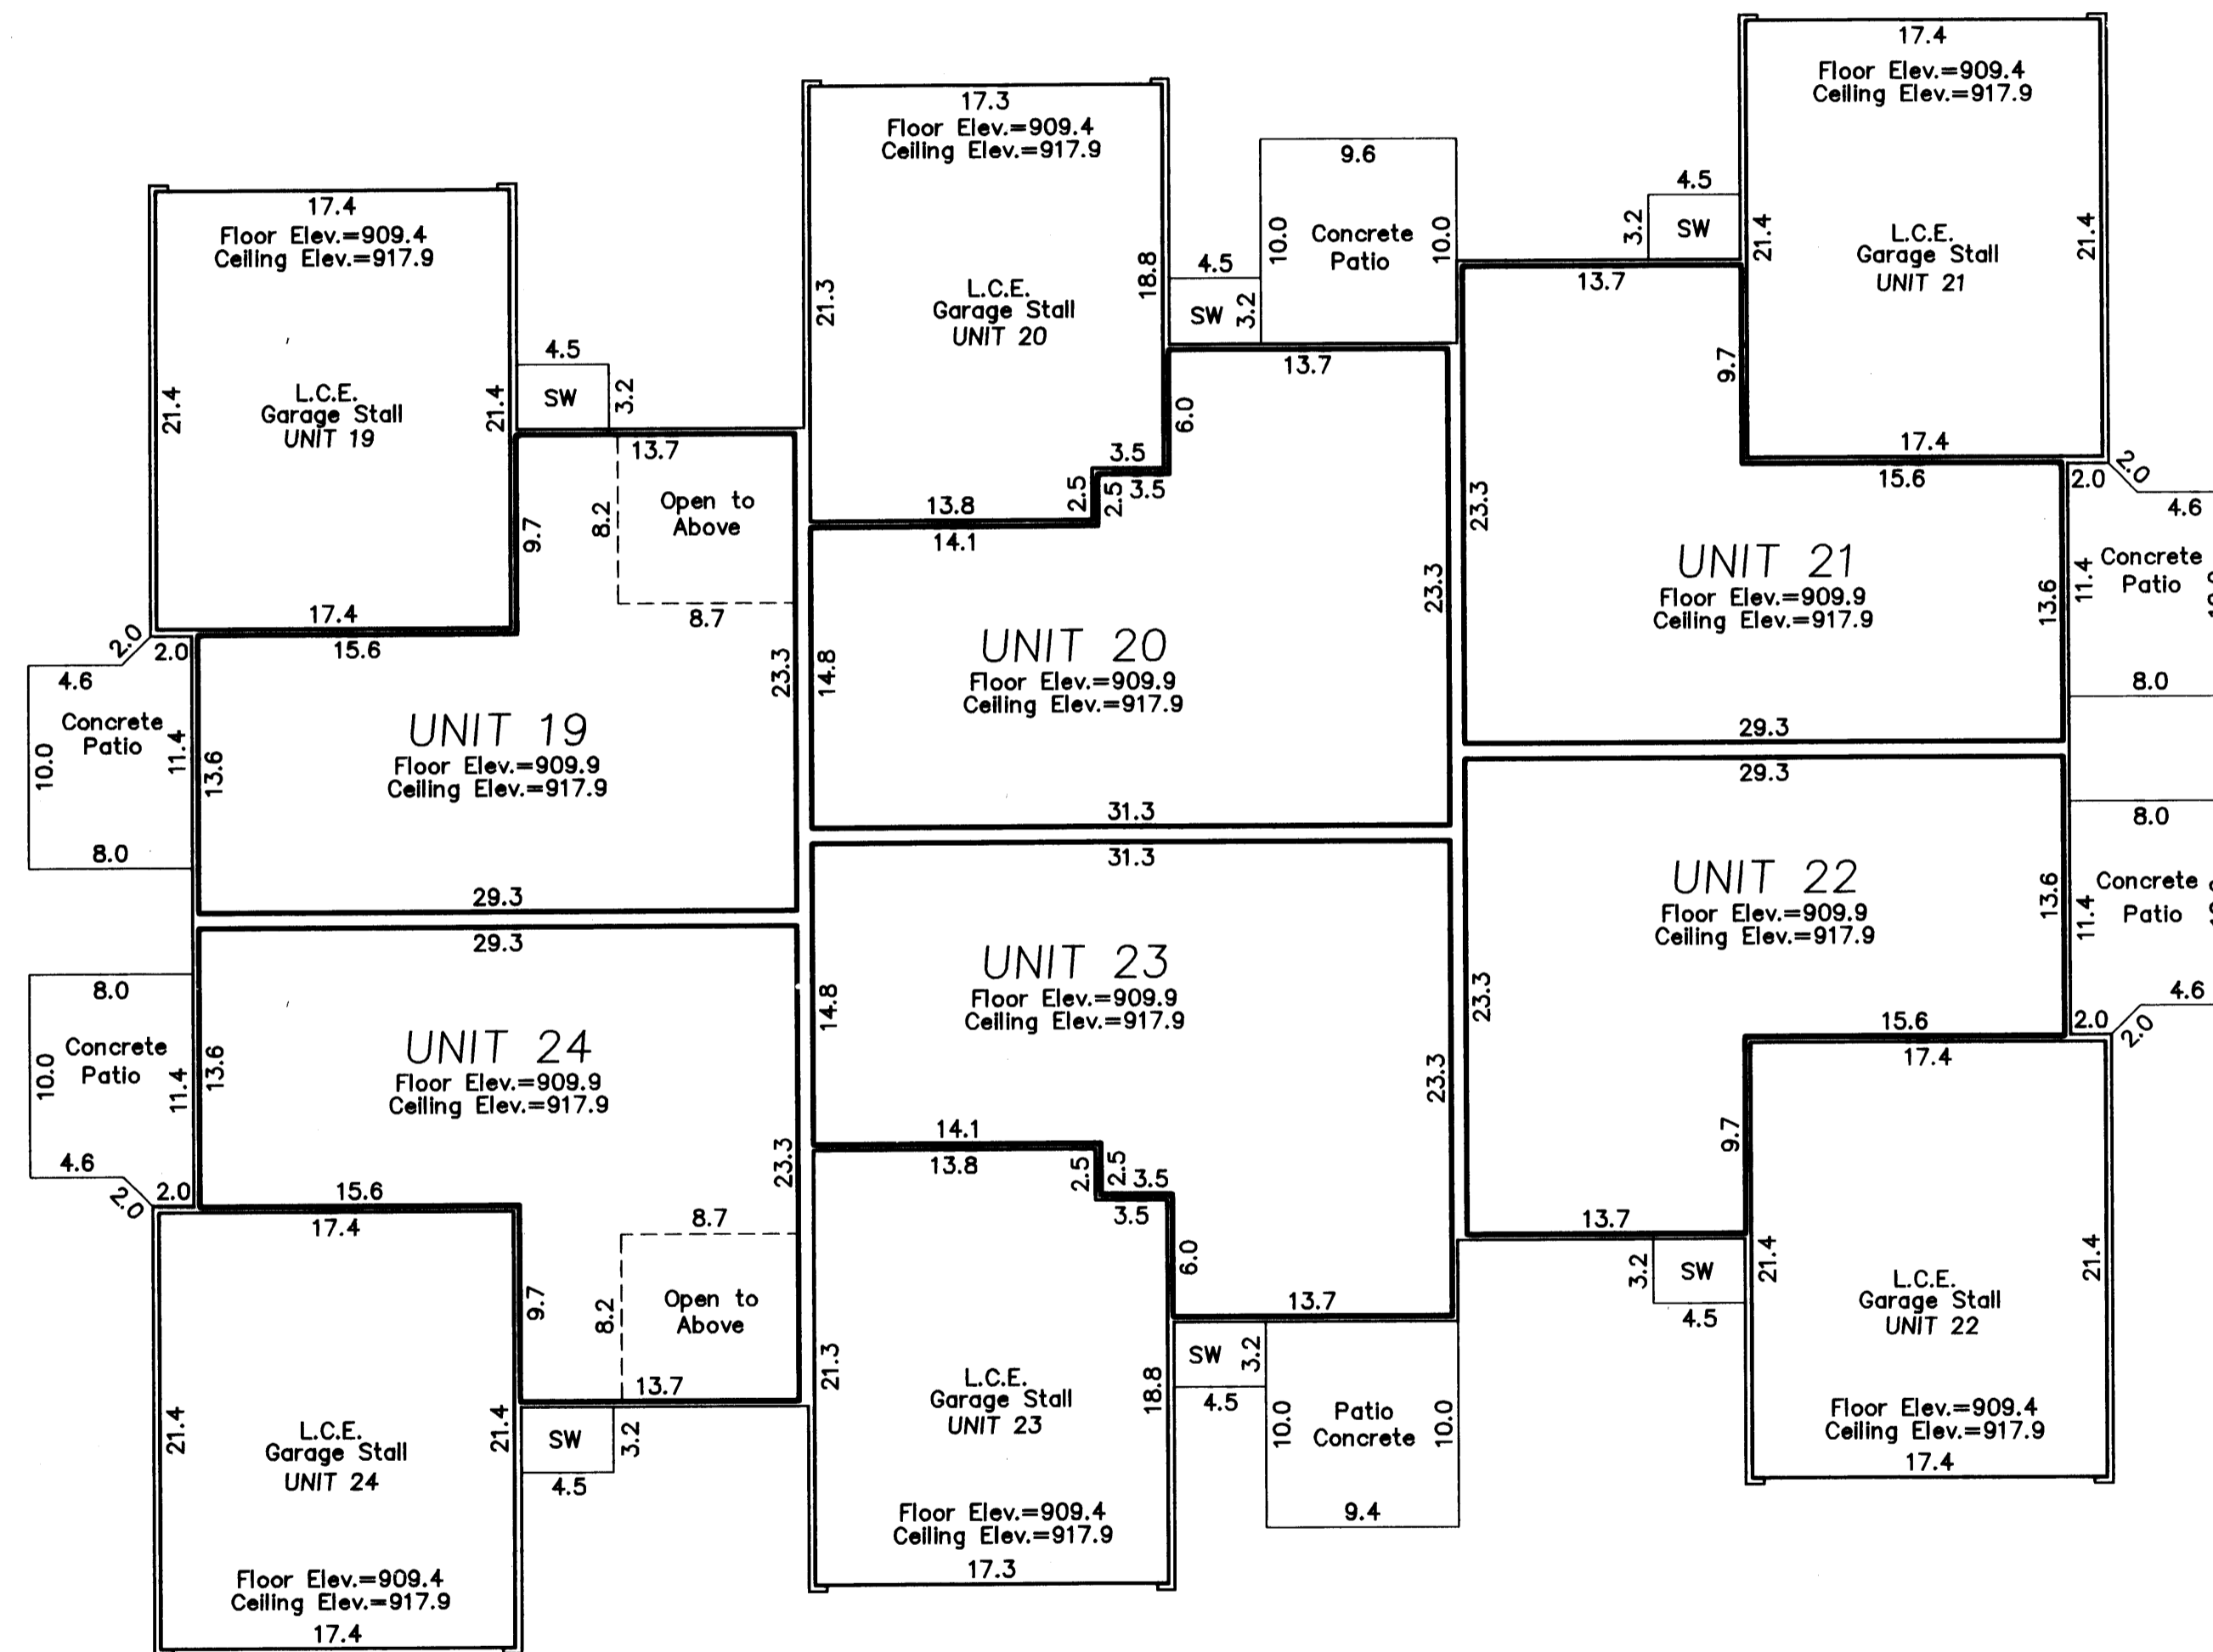 17.4
Floor Elev.=909.4
Ceiling Elev.=917.9
21.4
L.C.E.
Garage Stall
UNIT 19
21.4
17.4
4.5
SW
3.2
13.7
Open to
Above
8.2
8.7
9.7
15.6
23.3
UNIT 19
Floor Elev.=909.9
Ceiling Elev.=917.9
13.6
29.3
2.0
2.0
4.6
Concrete
Patio
10.0
11.4
8.0
17.3
Floor Elev.=909.4
Ceiling Elev.=917.9
21.3
L.C.E.
Garage Stall
UNIT 20
18.8
13.8
2.5
3.5
4.5
SW
3.2
9.6
10.0
Concrete
Patio
10.0
13.7
6.0
3.5
2.5
14.1
14.8
UNIT 20
Floor Elev.=909.9
Ceiling Elev.=917.9
23.3
31.3
17.4
Floor Elev.=909.4
Ceiling Elev.=917.9
21.4
L.C.E.
Garage Stall
UNIT 21
21.4
17.4
4.5
SW
3.2
13.7
9.7
15.6
23.3
UNIT 21
Floor Elev.=909.9
Ceiling Elev.=917.9
13.6
29.3
2.0
2.0
4.6
11.4
Concrete
Patio
8.0
29.3
UNIT 24
Floor Elev.=909.9
Ceiling Elev.=917.9
13.6
23.3
15.6
9.7
8.7
8.2
Open to
Above
13.7
8.0
Concrete
Patio
10.0
11.4
4.6
2.0
2.0
17.4
21.4
L.C.E.
Garage Stall
UNIT 24
21.4
Floor Elev.=909.4
Ceiling Elev.=917.9
17.4
SW
3.2
4.5
31.3
UNIT 23
Floor Elev.=909.9
Ceiling Elev.=917.9
14.8
23.3
14.1
2.5
3.5
6.0
13.7
13.8
2.5
3.5
21.3
L.C.E.
Garage Stall
UNIT 23
18.8
Floor Elev.=909.4
Ceiling Elev.=917.9
17.3
SW
3.2
4.5
10.0
Patio
Concrete
10.0
9.4
29.3
UNIT 22
Floor Elev.=909.9
Ceiling Elev.=917.9
13.6
23.3
15.6
9.7
13.7
8.0
Concrete
Patio
11.4
4.6
2.0
2.0
17.4
21.4
L.C.E.
Garage Stall
UNIT 22
21.4
Floor Elev.=909.4
Ceiling Elev.=917.9
17.4
3.2
SW
4.5